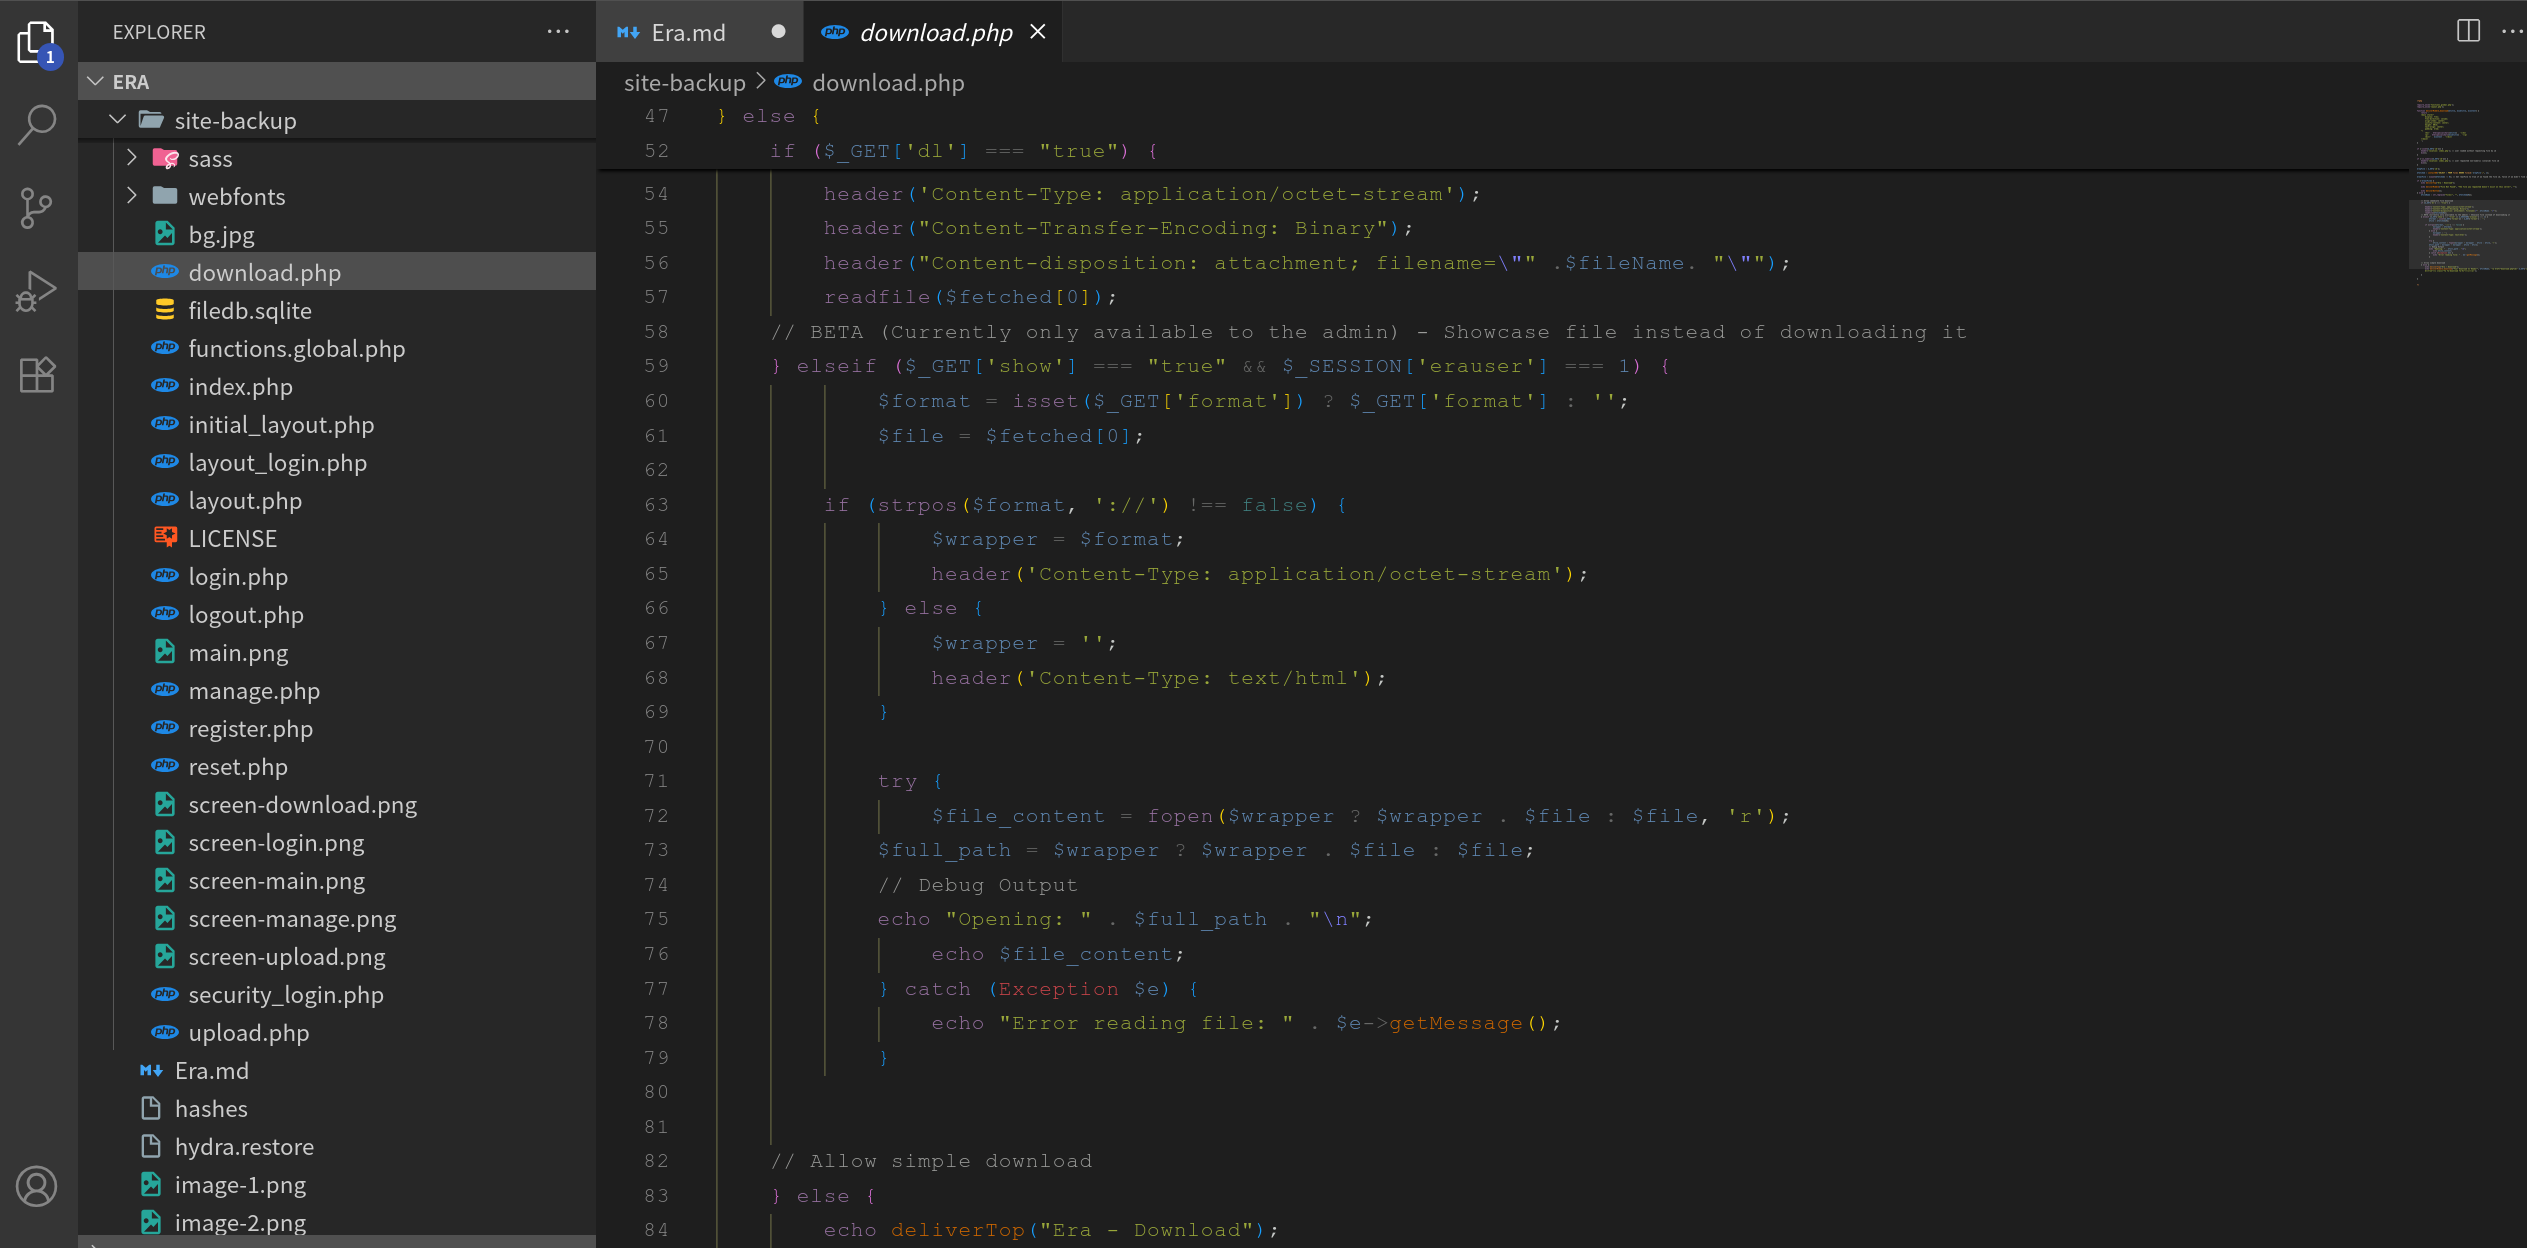 EXPLORER
ERA
site-backup
sass
webfonts
bg.jpg
download.php
filedb.sqlite
functions.global.php
index.php
initial_layout.php
layout_login.php
layout.php
LICENSE
login.php
logout.php
main.png
manage.php
register.php
reset.php
screen-download.png
screen-login.png
screen-main.png
screen-manage.png
screen-upload.png
security_login.php
upload.php
Era.md
hashes
hydra.restore
image-1.png
image-2.png
1
Era.md
download.php
site-backup > download.php
47 } else {
52 if ($_GET['dl'] === "true") {
54 header('Content-Type: application/octet-stream');
55 header("Content-Transfer-Encoding: Binary");
56 header("Content-disposition: attachment; filename=\"" .$fileName. "\"");
57 readfile($fetched[0]);
58 // BETA (Currently only available to the admin) - Showcase file instead of downloading it
59 } elseif ($_GET['show'] === "true" && $_SESSION['erauser'] === 1) {
60 $format = isset($_GET['format']) ? $_GET['format'] : '';
61 $file = $fetched[0];
62
63 if (strpos($format, '://') !== false) {
64 $wrapper = $format;
65 header('Content-Type: application/octet-stream');
66 } else {
67 $wrapper = '';
68 header('Content-Type: text/html');
69 }
70
71 try {
72 $file_content = fopen($wrapper ? $wrapper . $file : $file, 'r');
73 $full_path = $wrapper ? $wrapper . $file : $file;
74 // Debug Output
75 echo "Opening: " . $full_path . "\n";
76 echo $file_content;
77 } catch (Exception $e) {
78 echo "Error reading file: " . $e->getMessage();
79 }
80
81
82 // Allow simple download
83 } else {
84 echo deliverTop("Era - Download");